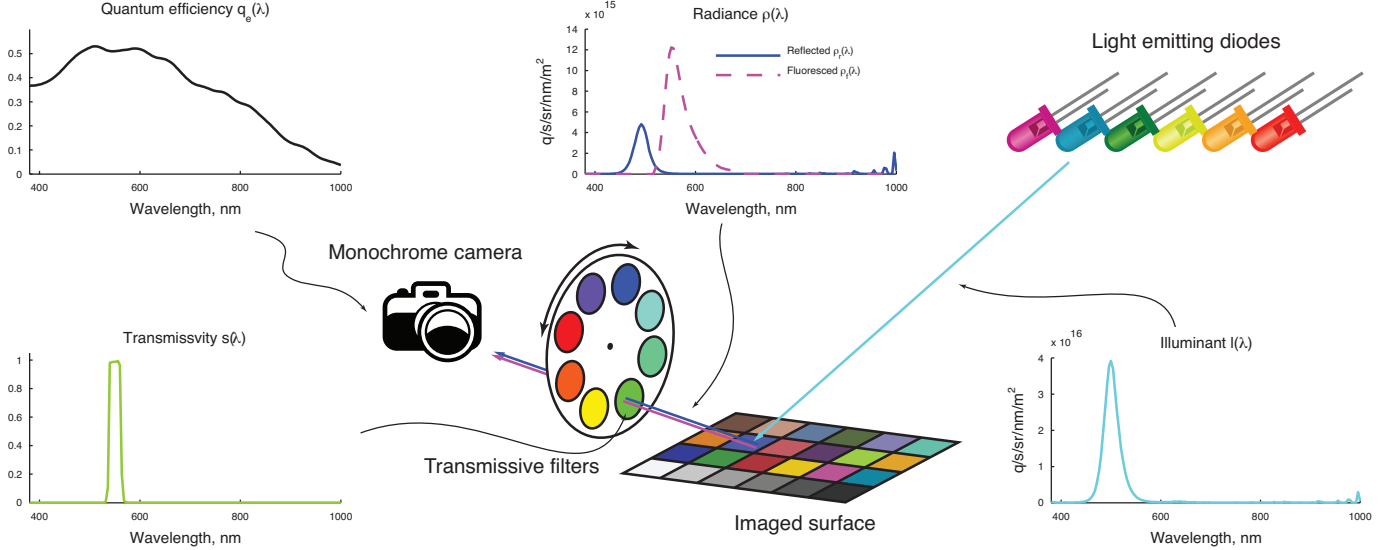 Quantum efficiency q_e(λ)
0.5
0.4
0.3
0.2
0.1
0
400 600 800 1000
Wavelength, nm
Radiance ρ(λ)
x 10^15
14
12
10
8
6
4
2
0
q/s/sr/nm/m^2
Reflected ρ_r(λ)
Fluoresced ρ_f(λ)
400 600 800 1000
Wavelength, nm
Light emitting diodes
Monochrome camera
Transmissvity s(λ)
1
0.8
0.6
0.4
0.2
0
400 600 800 1000
Wavelength, nm
Transmissive filters
Imaged surface
Illuminant l(λ)
x 10^16
4
3
2
1
0
q/s/sr/nm/m^2
400 600 800 1000
Wavelength, nm